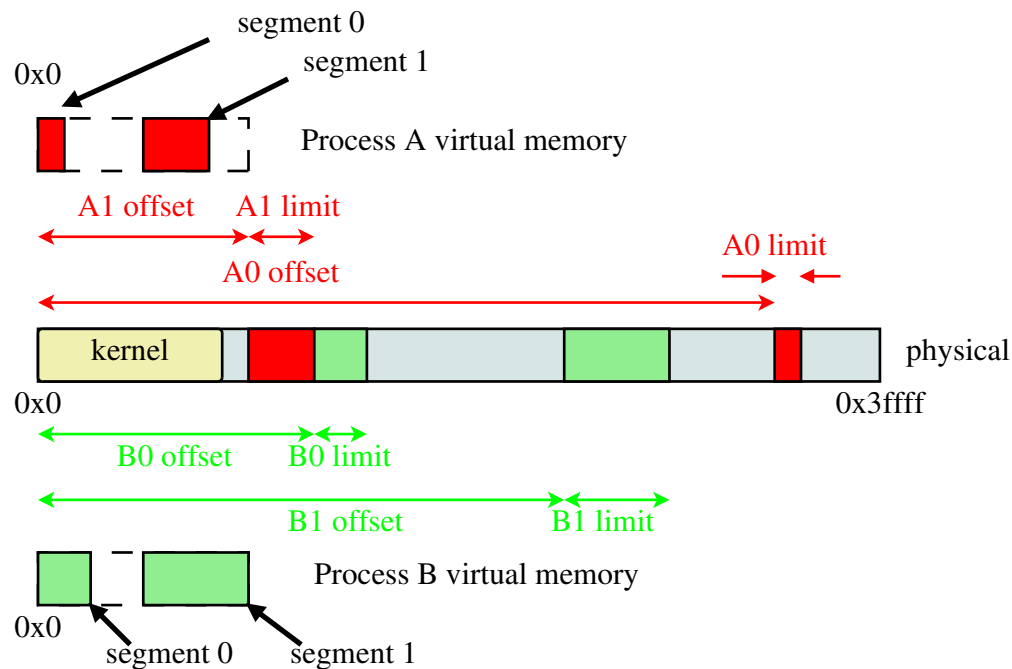 segment 0
segment 1
0x0
Process A virtual memory
A1 offset
A1 limit
A0 limit
A0 offset
kernel
physical
0x0
0x3ffff
B0 offset
B0 limit
B1 offset
B1 limit
Process B virtual memory
0x0
segment 0
segment 1